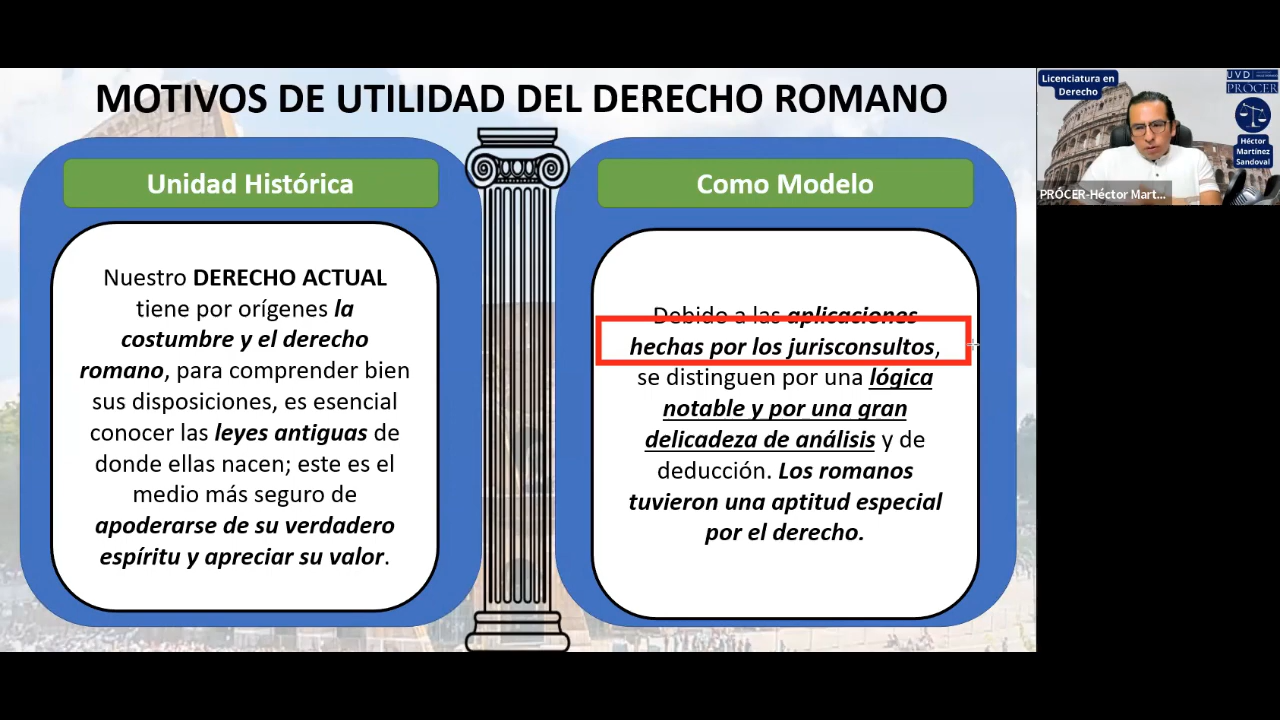 MOTIVOS DE UTILIDAD DEL DERECHO ROMANO
Unidad Histórica
Nuestro DERECHO ACTUAL
tiene por orígenes la
costumbre y el derecho
romano, para comprender bien
sus disposiciones, es esencial
conocer las leyes antiguas de
donde ellas nacen; este es el
medio más seguro de
apoderarse de su verdadero
espíritu y apreciar su valor.
Como Modelo
Debido a las aplicaciones
hechas por los jurisconsultos,
se distinguen por una lógica
notable y por una gran
delicadeza de análisis y de
deducción. Los romanos
tuvieron una aptitud especial
por el derecho.
Licenciatura en
Derecho
UVD
PRÓCER
Héctor
Martínez
Sandoval
PRÓCER-Héctor Mart...